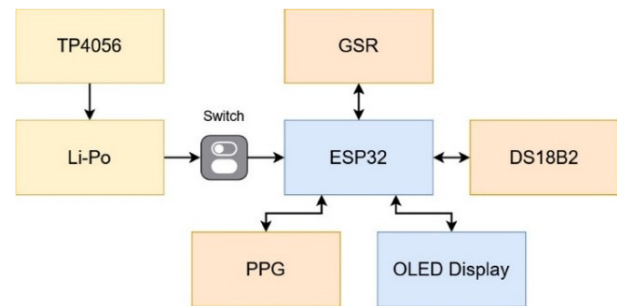 TP4056
GSR
Switch
Li-Po
ESP32
DS18B2
PPG
OLED Display